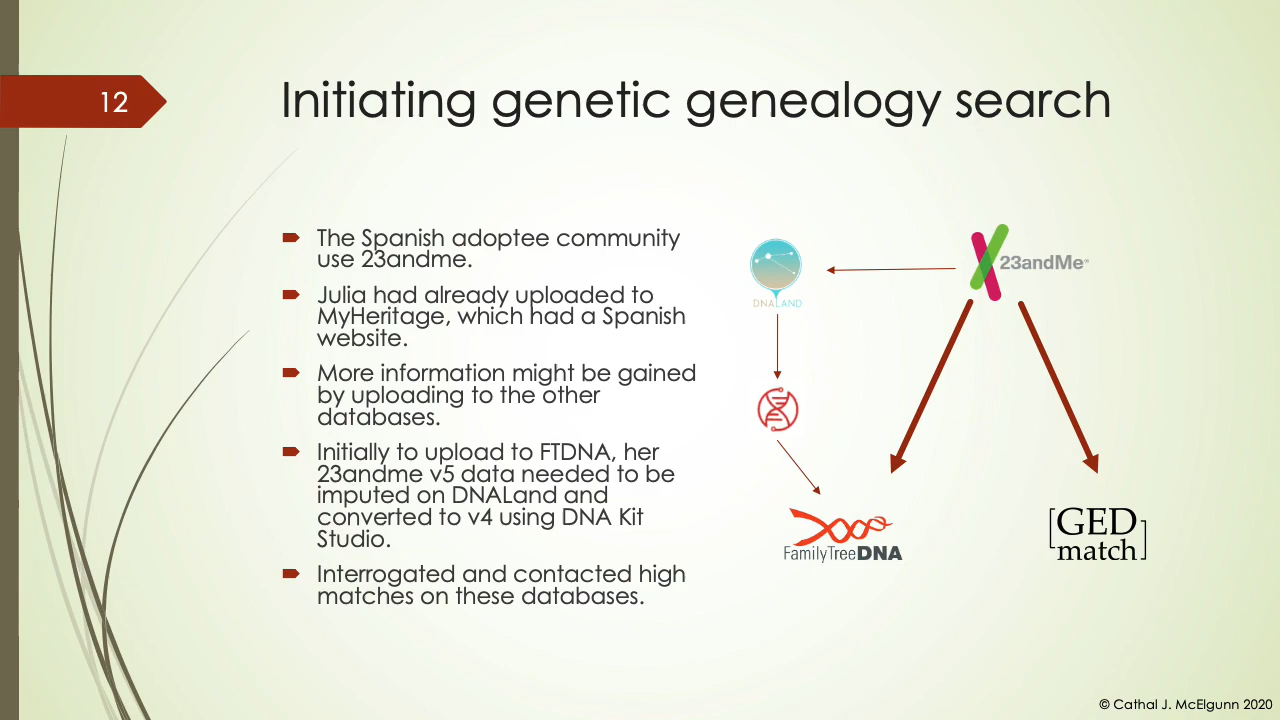 12
Initiating genetic genealogy search
The Spanish adoptee community
use 23andme.
Julia had already uploaded to
MyHeritage, which had a Spanish
website.
More information might be gained
by uploading to the other
databases.
Initially to upload to FTDNA, her
23andme v5 data needed to be
imputed on DNALand and
converted to v4 using DNA Kit
Studio.
Interrogated and contacted high
matches on these databases.
DNALAND
23andMe™
FamilyTreeDNA
[GED
match]
© Cathal J. McElgunn 2020